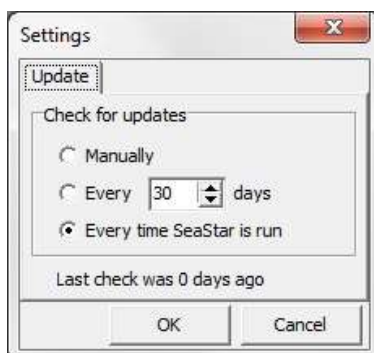 Settings
Update
Check for updates
Manually
Every 30 days
Every time SeaStar is run
Last check was 0 days ago
OK Cancel